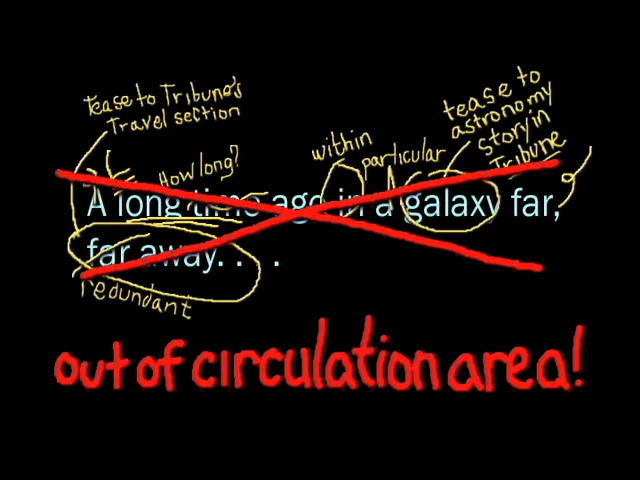 tease to Tribune's
Travel section
tease to
astronomy
story in
Tribune
within
particular
How long?
A long time ago in a galaxy far,
far away. . . .
redundant
out of circulation area!